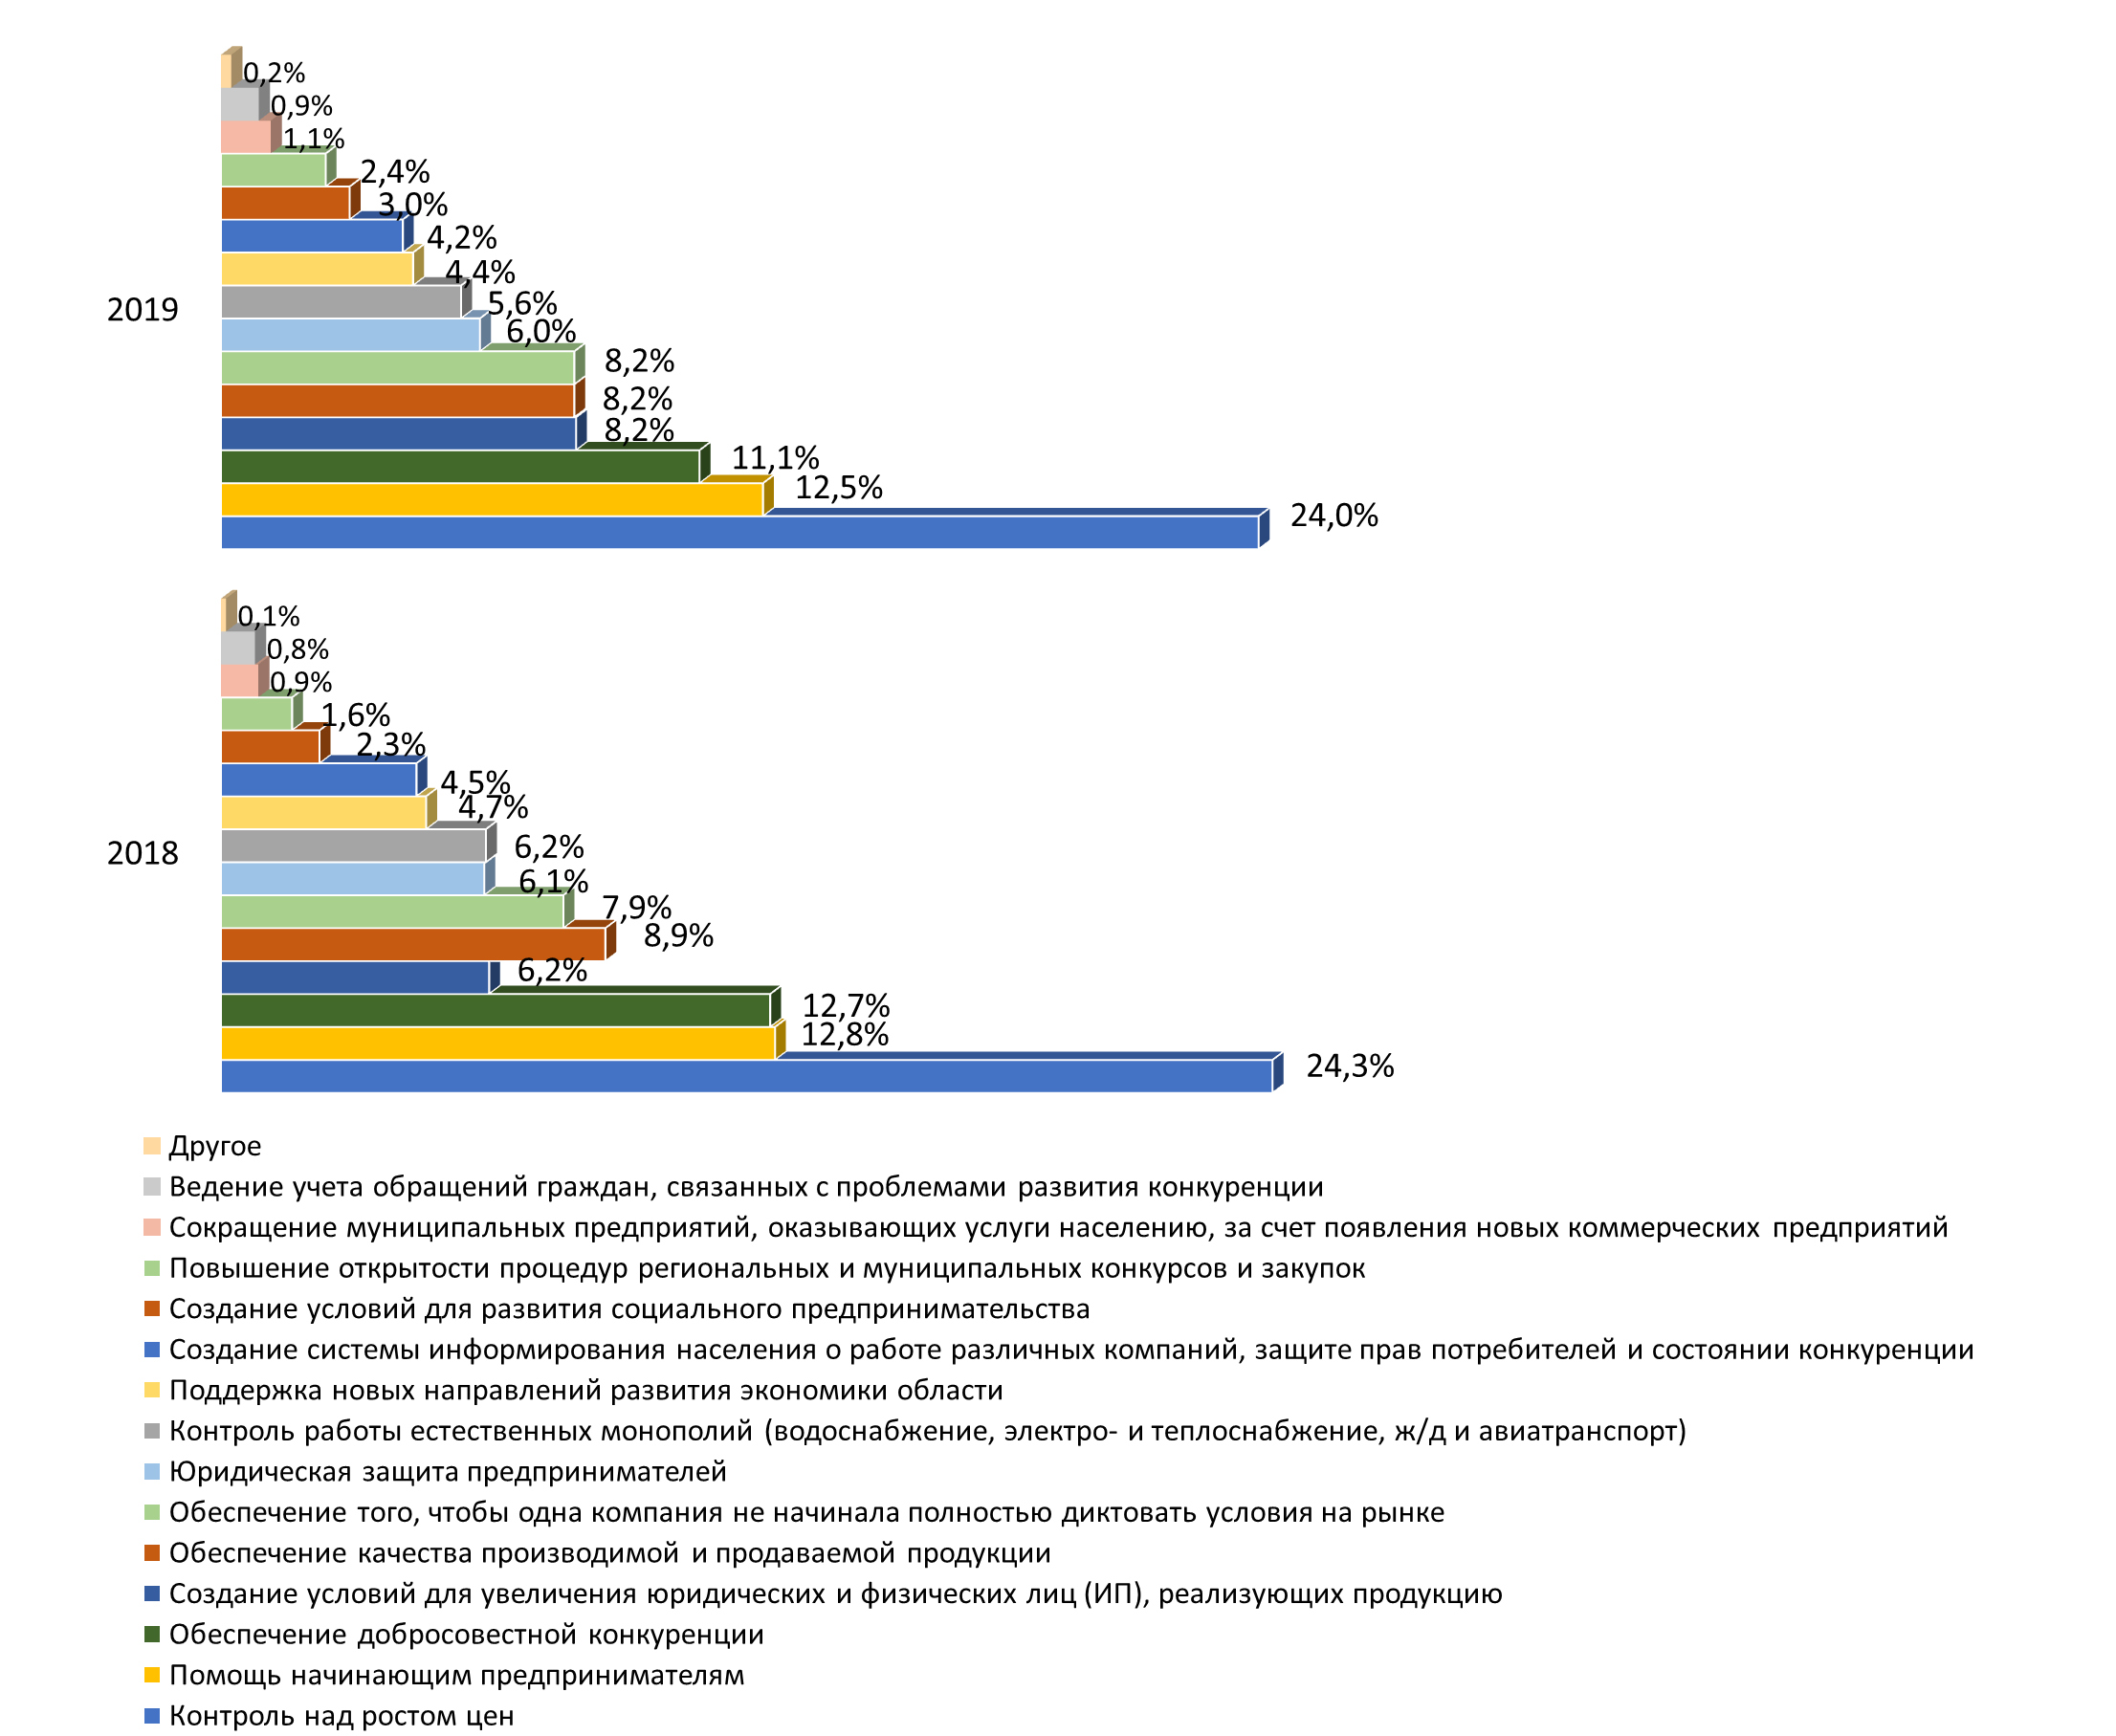 0,2%
0,9%
1,1%
2,4%
3,0%
4,2%
4,4%
5,6%
2019
6,0%
8,2%
8,2%
8,2%
11,1%
12,5%
24,0%
0,1%
0,8%
0,9%
1,6%
2,3%
4,5%
4,7%
6,2%
2018
6,1%
7,9%
8,9%
6,2%
12,7%
12,8%
24,3%
Другое
Ведение учета обращений граждан, связанных с проблемами развития конкуренции
Сокращение муниципальных предприятий, оказывающих услуги населению, за счет появления новых коммерческих предприятий
Повышение открытости процедур региональных и муниципальных конкурсов и закупок
Создание условий для развития социального предпринимательства
Создание системы информирования населения о работе различных компаний, защите прав потребителей и состоянии конкуренции
Поддержка новых направлений развития экономики области
Контроль работы естественных монополий (водоснабжение, электро- и теплоснабжение, ж/д и авиатранспорт)
Юридическая защита предпринимателей
Обеспечение того, чтобы одна компания не начинала полностью диктовать условия на рынке
Обеспечение качества производимой и продаваемой продукции
Создание условий для увеличения юридических и физических лиц (ИП), реализующих продукцию
Обеспечение добросовестной конкуренции
Помощь начинающим предпринимателям
Контроль над ростом цен